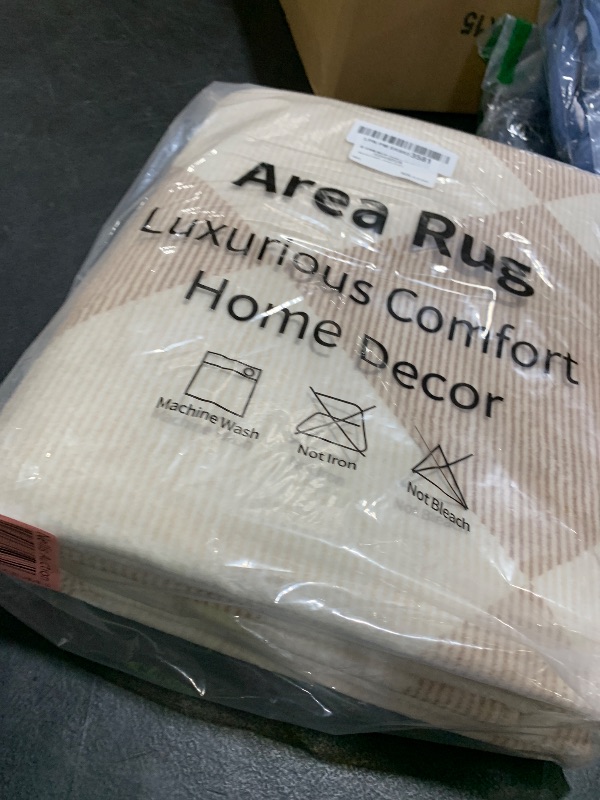 Area Rug
Luxurious Comfort
Home Decor
Machine Wash
Not Iron
Not Bleach